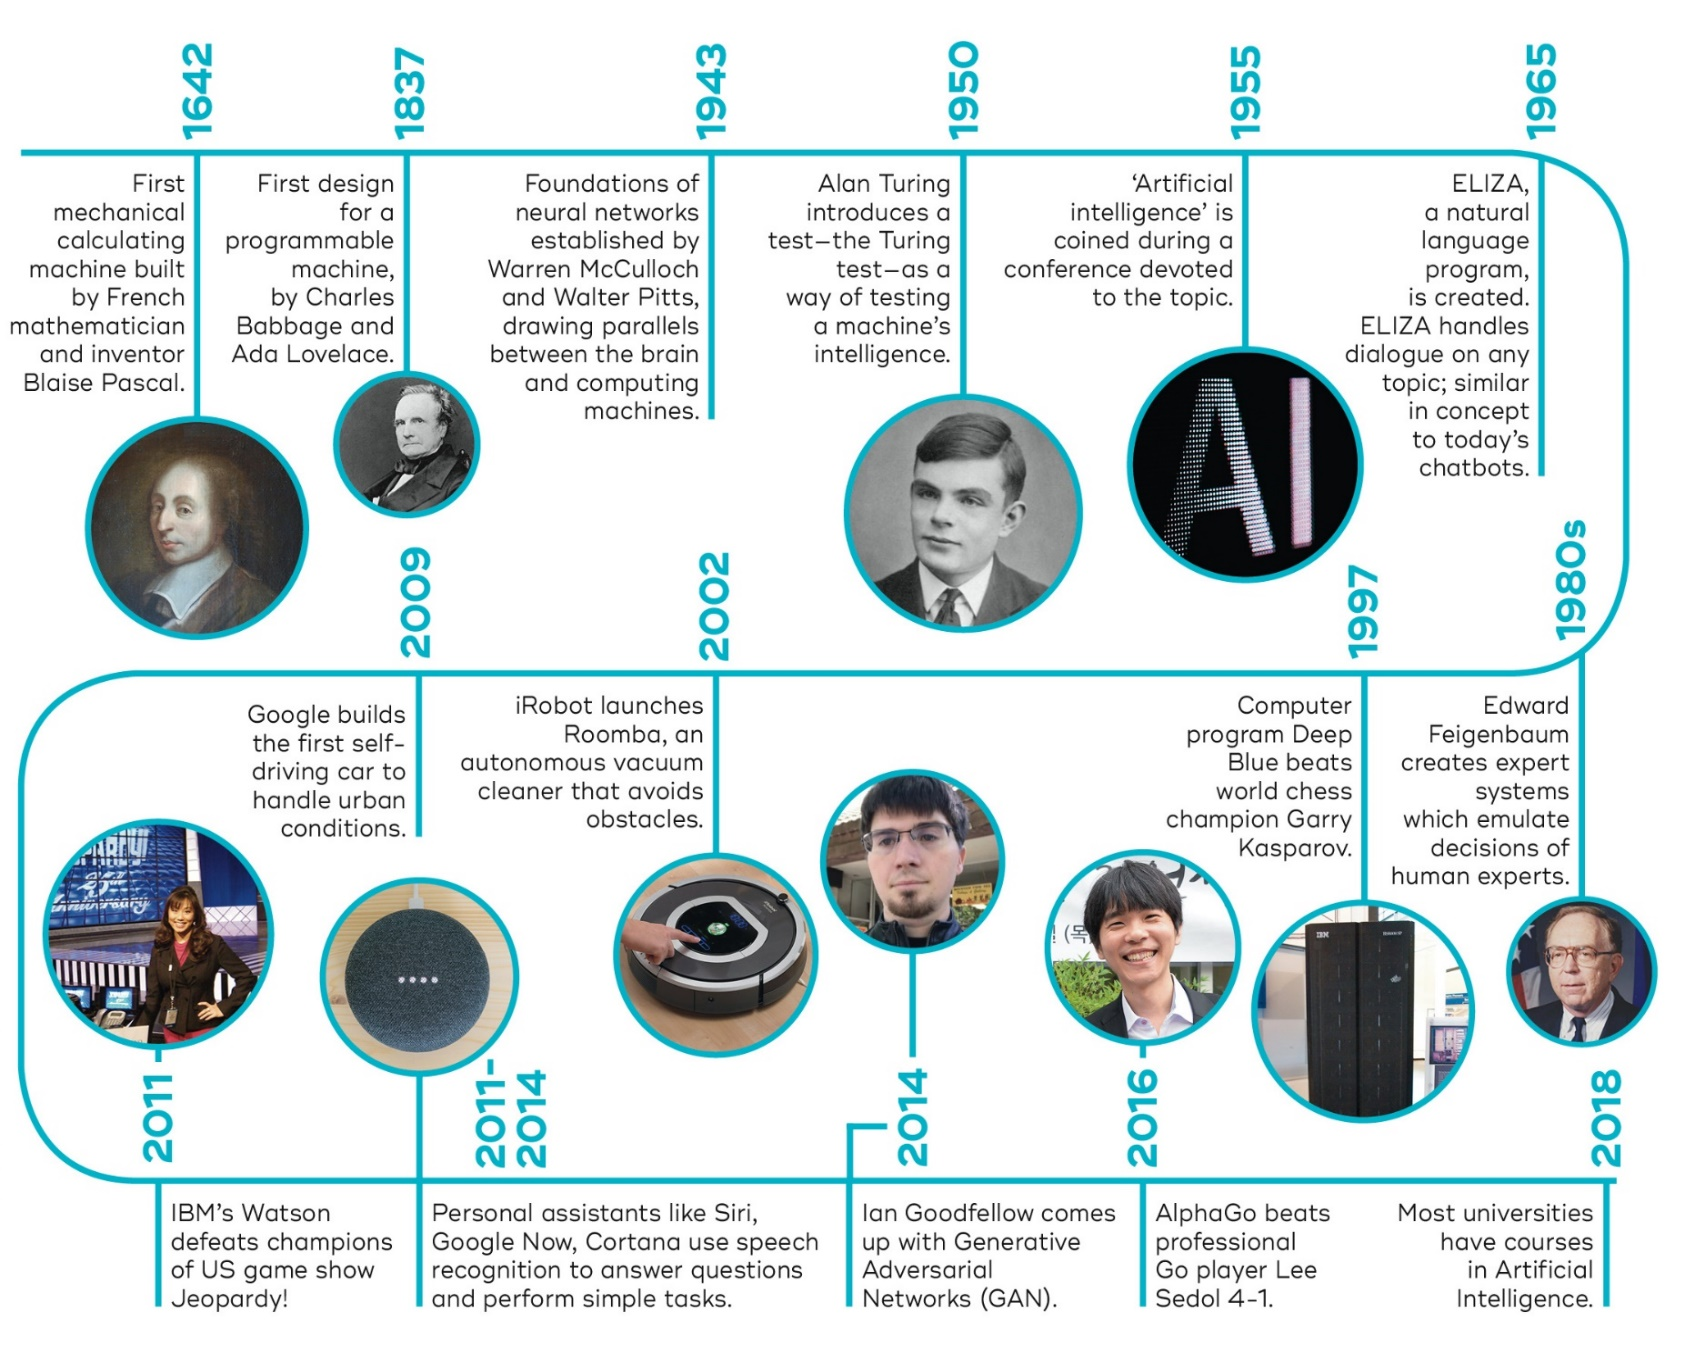 1642
First
mechanical
calculating
machine built
by French
mathematician
and inventor
Blaise Pascal.
1837
First design
for a
programmable
machine,
by Charles
Babbage and
Ada Lovelace.
1943
Foundations of
neural networks
established by
Warren McCulloch
and Walter Pitts,
drawing parallels
between the brain
and computing
machines.
1950
Alan Turing
introduces a
test—the Turing
test—as a
way of testing
a machine's
intelligence.
1955
'Artificial
intelligence' is
coined during a
conference devoted
to the topic.
AI
1965
ELIZA,
a natural
language
program,
is created.
ELIZA handles
dialogue on any
topic; similar
in concept
to today's
chatbots.
1980s
Edward
Feigenbaum
creates expert
systems
which emulate
decisions of
human experts.
1997
Computer
program Deep
Blue beats
world chess
champion Garry
Kasparov.
IBM
2002
iRobot launches
Roomba, an
autonomous vacuum
cleaner that avoids
obstacles.
2009
Google builds
the first self-
driving car to
handle urban
conditions.
2011
IBM's Watson
defeats champions
of US game show
Jeopardy!
25th
Anniversary
2011-
2014
Personal assistants like Siri,
Google Now, Cortana use speech
recognition to answer questions
and perform simple tasks.
2014
Ian Goodfellow comes
up with Generative
Adversarial
Networks (GAN).
2016
AlphaGo beats
professional
Go player Lee
Sedol 4-1.
(목
2018
Most universities
have courses
in Artificial
Intelligence.